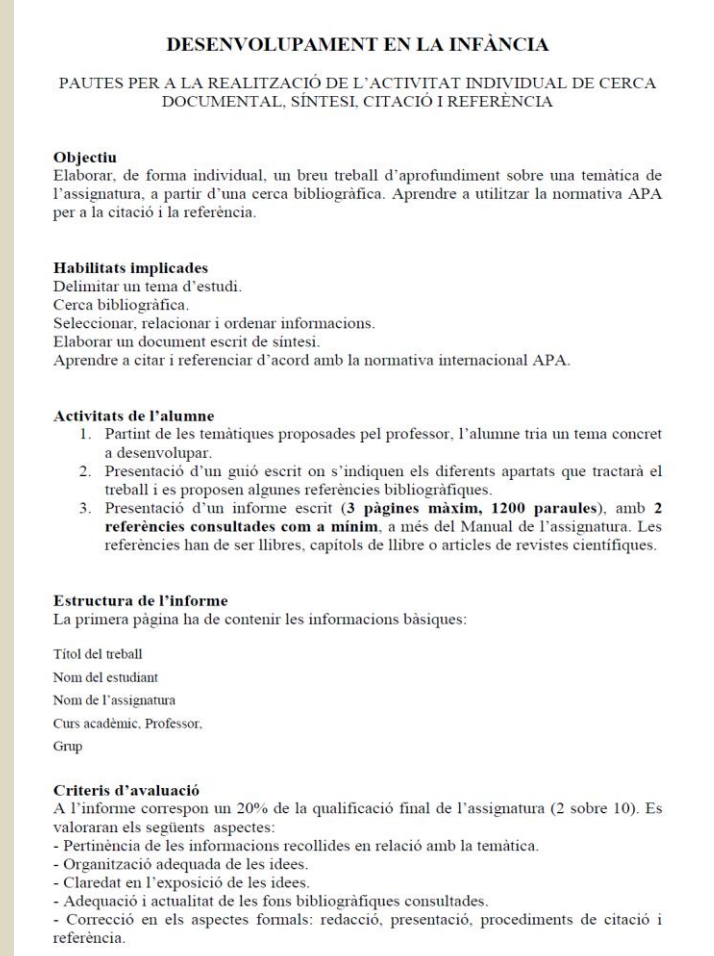 DESENVOLUPAMENT EN LA INFÀNCIA
PAUTES PER A LA REALITZACIÓ DE L'ACTIVITAT INDIVIDUAL DE CERCA
DOCUMENTAL, SÍNTESI, CITACIÓ I REFERÈNCIA
Objectiu
Elaborar, de forma individual, un breu treball d'aprofundiment sobre una temàtica de
l'assignatura, a partir d'una cerca bibliogràfica. Aprendre a utilitzar la normativa APA
per a la citació i la referència.
Habilitats implicades
Delimitar un tema d'estudi.
Cerca bibliogràfica.
Seleccionar, relacionar i ordenar informacions.
Elaborar un document escrit de síntesi.
Aprendre a citar i referenciar d'acord amb la normativa internacional APA.
Activitats de l'alumne
1. Partint de les temàtiques proposades pel professor, l'alumne tria un tema concret
a desenvolupar.
2. Presentació d'un guió escrit on s'indiquen els diferents apartats que tractarà el
treball i es proposen algunes referències bibliogràfiques.
3. Presentació d'un informe escrit (3 pàgines màxim, 1200 paraules), amb 2
referències consultades com a mínim, a més del Manual de l'assignatura. Les
referències han de ser llibres, capítols de llibre o articles de revistes científiques.
Estructura de l'informe
La primera pàgina ha de contenir les informacions bàsiques:
Títol del treball
Nom del estudiant
Nom de l'assignatura
Curs acadèmic, Professor,
Grup
Criteris d'avaluació
A l'informe correspon un 20% de la qualificació final de l'assignatura (2 sobre 10). Es
valoraran els següents aspectes:
- Pertinència de les informacions recollides en relació amb la temàtica.
- Organització adequada de les idees.
- Claredat en l'exposició de les idees.
- Adequació i actualitat de les fons bibliogràfiques consultades.
- Correcció en els aspectes formals: redacció, presentació, procediments de citació i
referència.